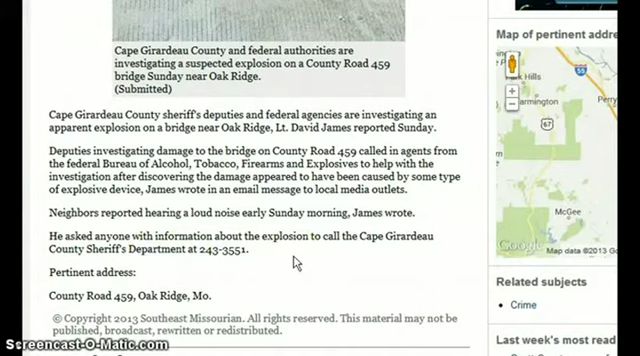 Cape Girardeau County and federal authorities are
investigating a suspected explosion on a County Road 459
bridge Sunday near Oak Ridge.
(Submitted)
Cape Girardeau County sheriff's deputies and federal agencies are investigating an
apparent explosion on a bridge near Oak Ridge, Lt. David James reported Sunday.
Deputies investigating damage to the bridge on County Road 459 called in agents from
the federal Bureau of Alcohol, Tobacco, Firearms and Explosives to help with the
investigation after discovering the damage appeared to have been caused by some type
of explosive device, James wrote in an email message to local media outlets.
Neighbors reported hearing a loud noise early Sunday morning, James wrote.
He asked anyone with information about the explosion to call the Cape Girardeau
County Sheriff's Department at 243-3551.
Pertinent address:
County Road 459, Oak Ridge, Mo.
© Copyright 2013 Southeast Missourian. All rights reserved. This material may not be
published, broadcast, rewritten or redistributed.
Screencast-O-Matic.com
Map of pertinent addre
55
Park Hills
armington
Perry
67
McGee
Google
Map data ©2013 Go
Related subjects
Crime
Last week's most read